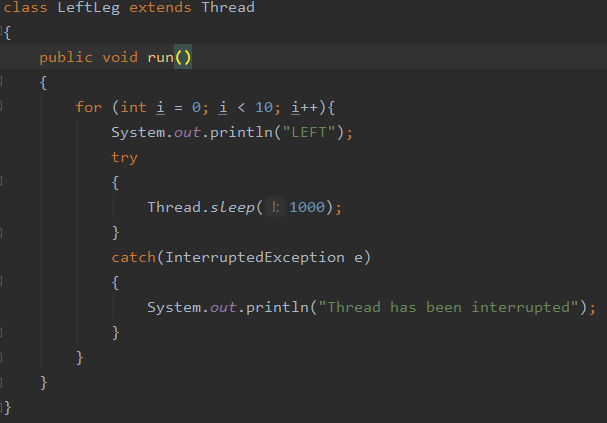 class LeftLeg extends Thread
{
    public void run()
    {
        for (int i = 0; i < 10; i++){
            System.out.println("LEFT");
            try
            {
                Thread.sleep( l: 1000);
            }
            catch(InterruptedException e)
            {
                System.out.println("Thread has been interrupted");
            }
        }
    }
}